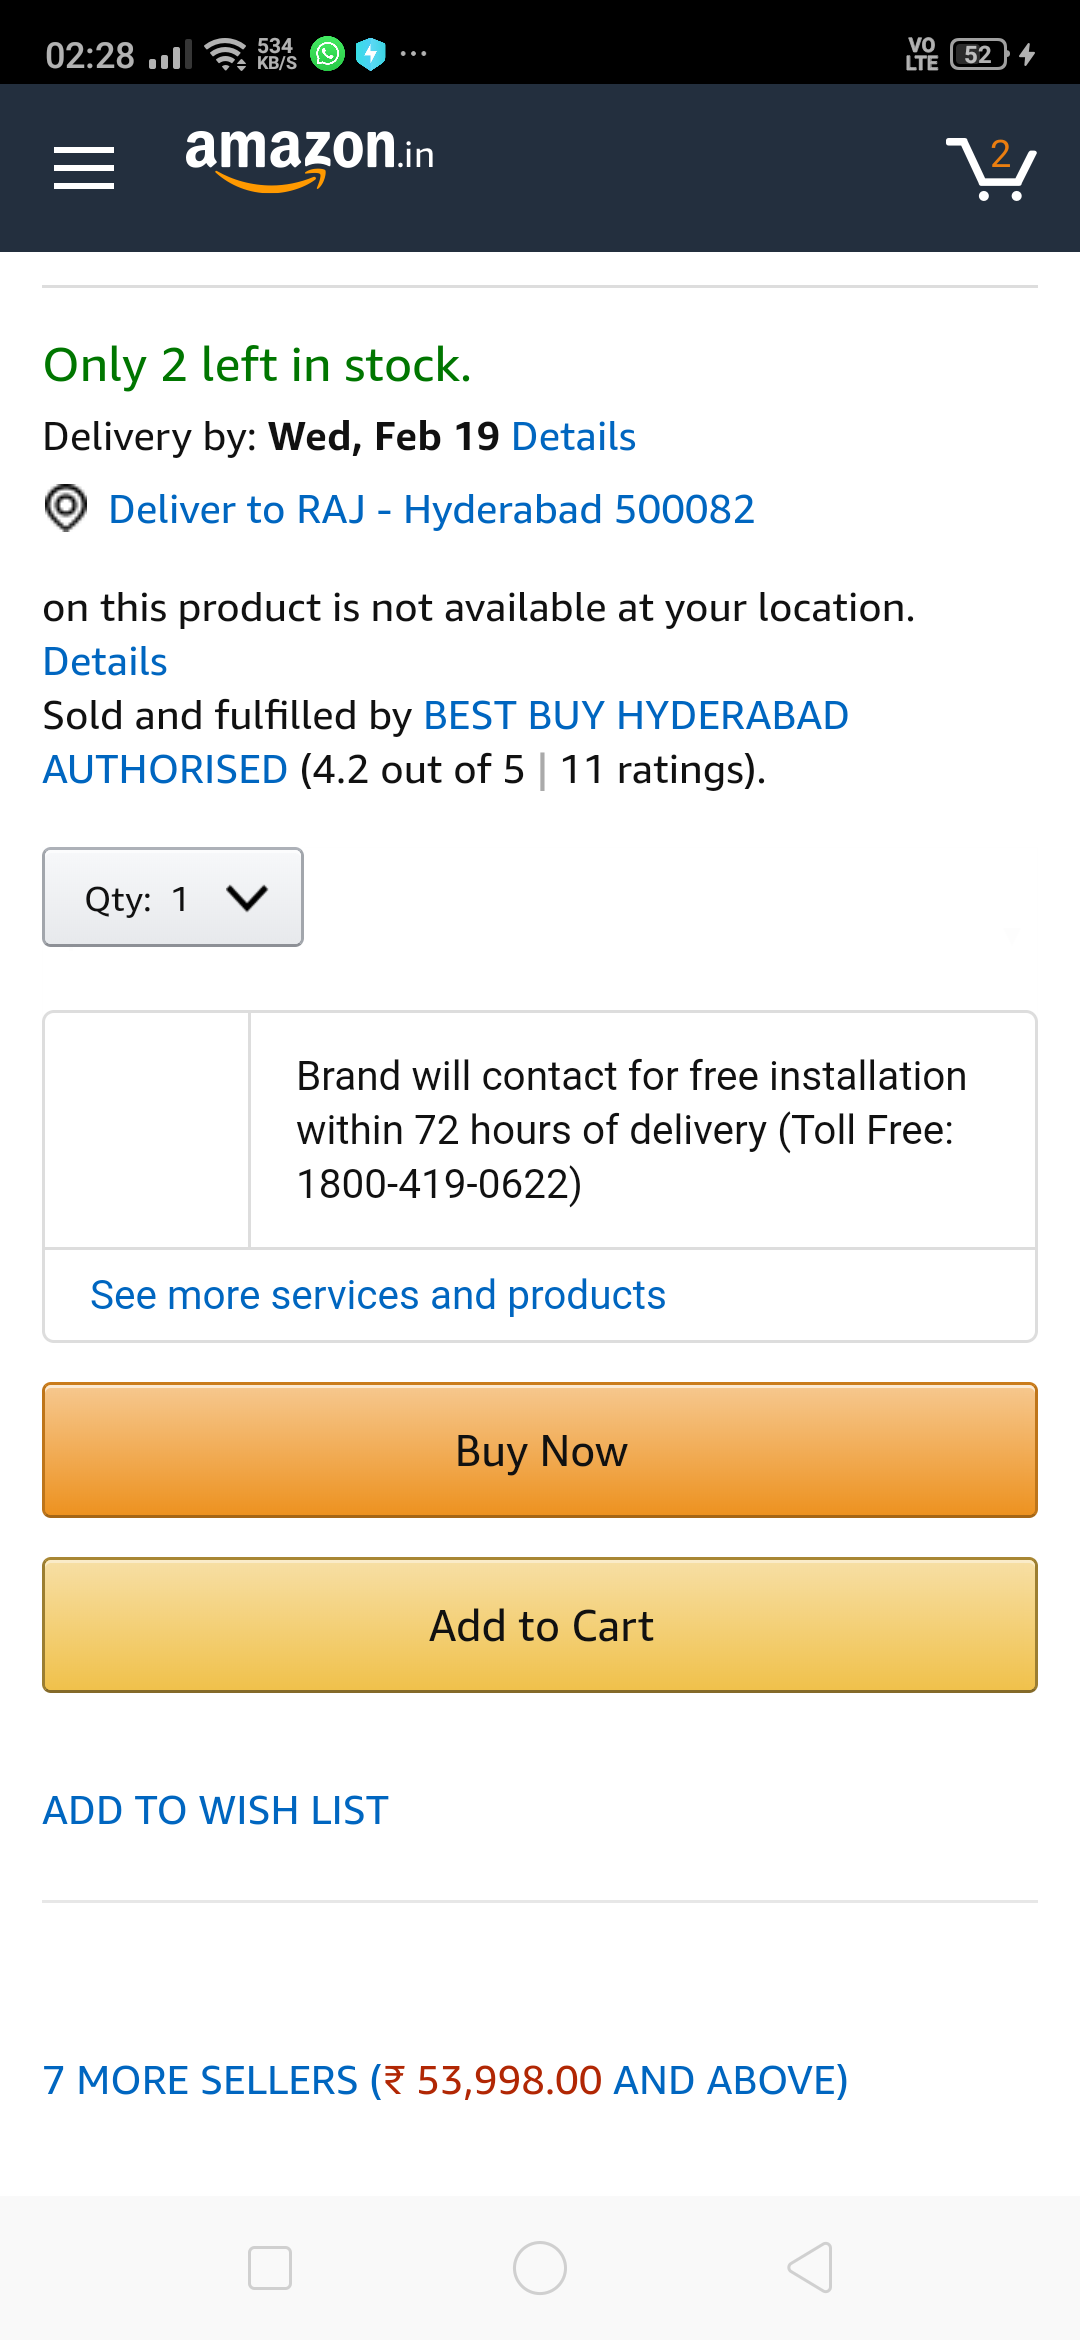 02:28 534 KB/S ... VO LTE 52
amazon.in 2
Only 2 left in stock.
Delivery by: Wed, Feb 19 Details
Deliver to RAJ - Hyderabad 500082
on this product is not available at your location.
Details
Sold and fulfilled by BEST BUY HYDERABAD
AUTHORISED (4.2 out of 5 | 11 ratings).
Qty: 1
Brand will contact for free installation
within 72 hours of delivery (Toll Free:
1800-419-0622)
See more services and products
Buy Now
Add to Cart
ADD TO WISH LIST
7 MORE SELLERS (₹ 53,998.00 AND ABOVE)